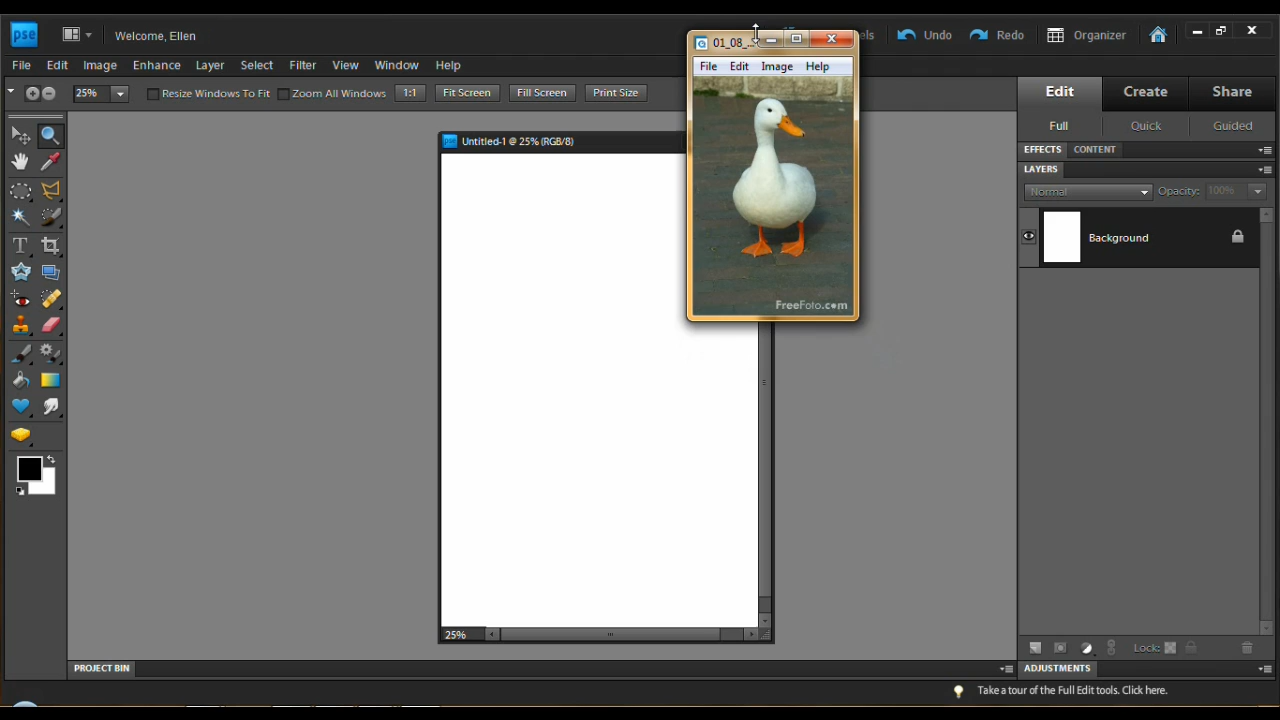 pse Welcome, Ellen els Undo Redo Organizer
File Edit Image Enhance Layer Select Filter View Window Help
25% Resize Windows To Fit Zoom All Windows 1:1 Fit Screen Fill Screen Print Size
01_08_...
File Edit Image Help
FreeFoto.com
Untitled-1 @ 25% (RGB/8)
25%
Edit Create Share
Full Quick Guided
EFFECTS CONTENT
LAYERS
Normal Opacity: 100%
Background
Lock:
PROJECT BIN
ADJUSTMENTS
Take a tour of the Full Edit tools. Click here.